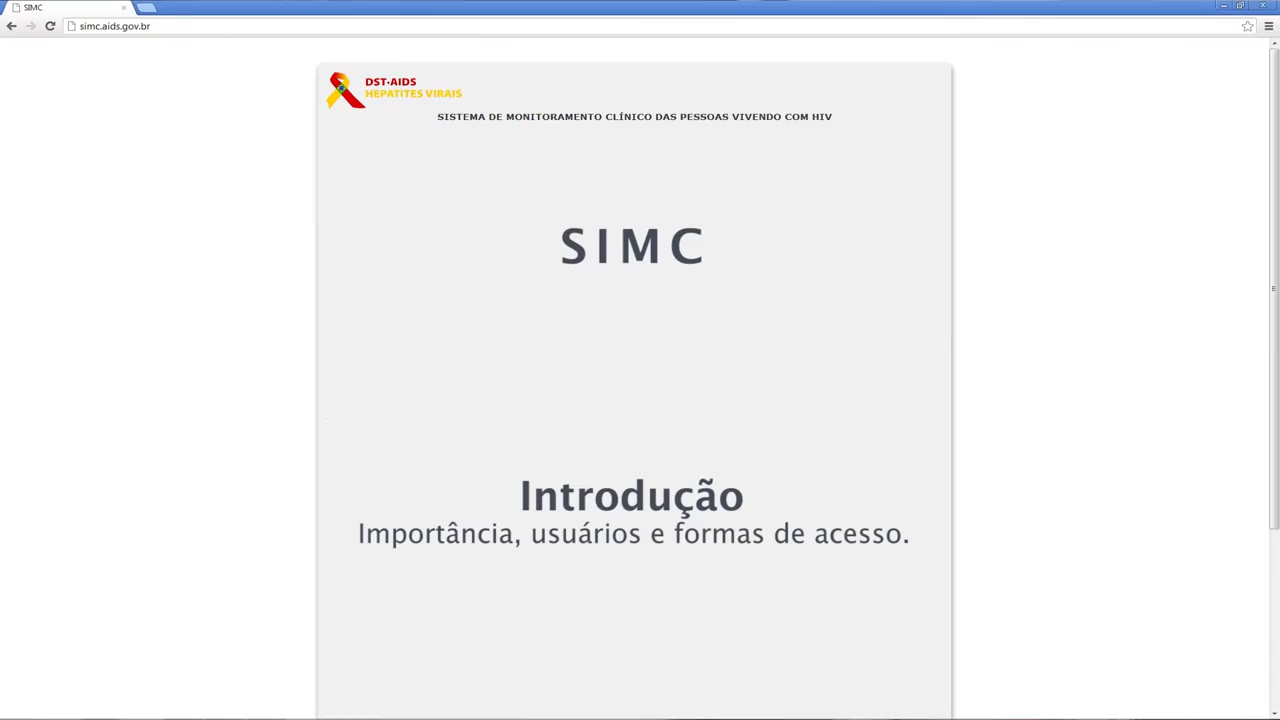 SIMC
simc.aids.gov.br
DST·AIDS
HEPATITES VIRAIS
SISTEMA DE MONITORAMENTO CLÍNICO DAS PESSOAS VIVENDO COM HIV
SIMC
Introdução
Importância, usuários e formas de acesso.